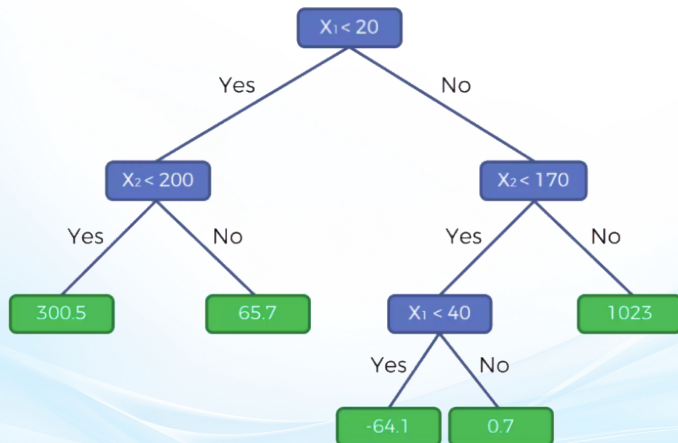 X₁ < 20
Yes
No
X₂ < 200
X₂ < 170
Yes
No
Yes
No
300.5
65.7
X₁ < 40
1023
Yes
No
-64.1
0.7